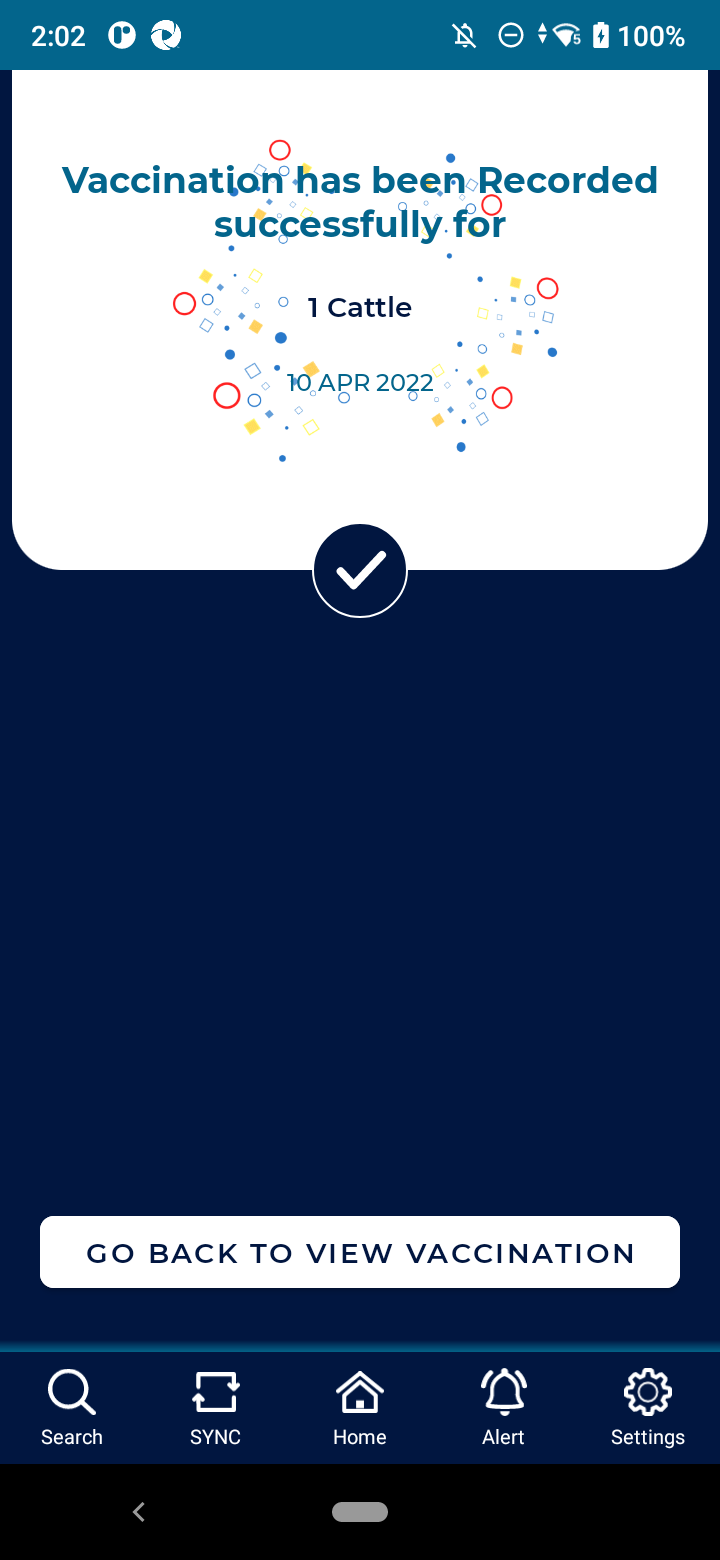 2:02
5
100%
Vaccination has been Recorded
successfully for
1 Cattle
10 APR 2022
GO BACK TO VIEW VACCINATION
Search
SYNC
Home
Alert
Settings